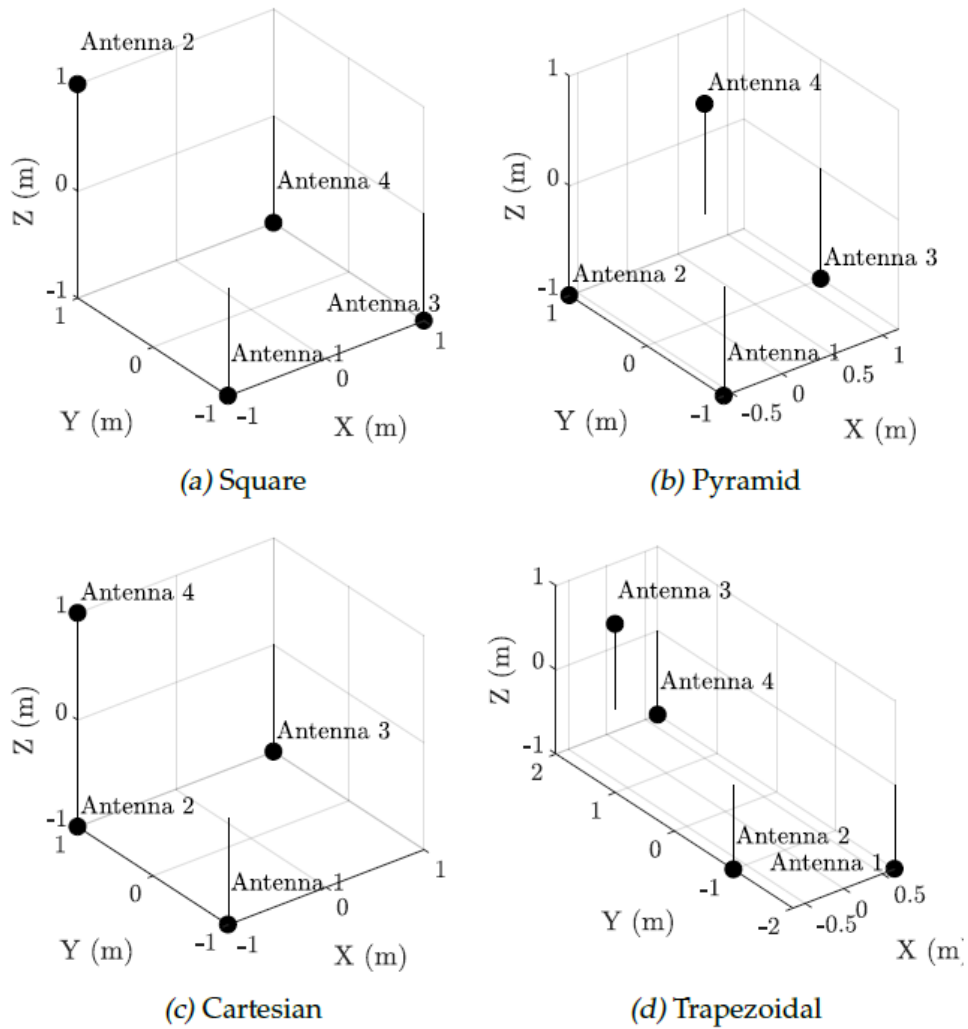 Antenna 2
1
Antenna 4
0
Z (m)
-1
1
Antenna 3
Antenna 1
1
0
0
-1
-1
Y (m)
X (m)
(a) Square
1
Antenna 4
0
Z (m)
Antenna 3
Antenna 2
-1
1
Antenna 1
1
0
0.5
0
-0.5
-1
Y (m)
X (m)
(b) Pyramid
Antenna 4
1
0
Z (m)
Antenna 3
Antenna 2
-1
1
Antenna 1
1
0
0
-1
-1
Y (m)
X (m)
(c) Cartesian
1
Antenna 3
0
Z (m)
Antenna 4
-1
2
1
Antenna 2
0
Antenna 1
-1
0.5
0
-0.5
-2
Y (m)
X (m)
(d) Trapezoidal